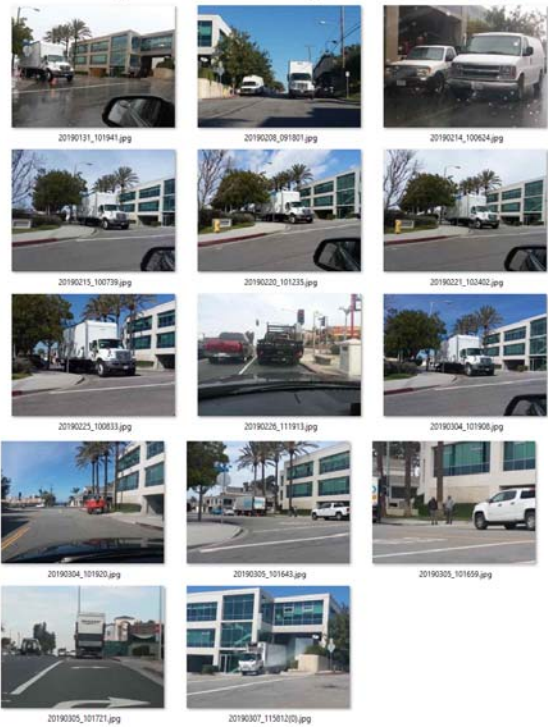 20190131_101941.jpg
20190208_091801.jpg
20190214_100624.jpg
20190215_100739.jpg
20190220_101235.jpg
20190221_102402.jpg
20190225_100833.jpg
20190226_111913.jpg
20190304_101908.jpg
20190304_101920.jpg
20190305_101643.jpg
20190305_101659.jpg
20190305_101721.jpg
20190307_115812(0).jpg